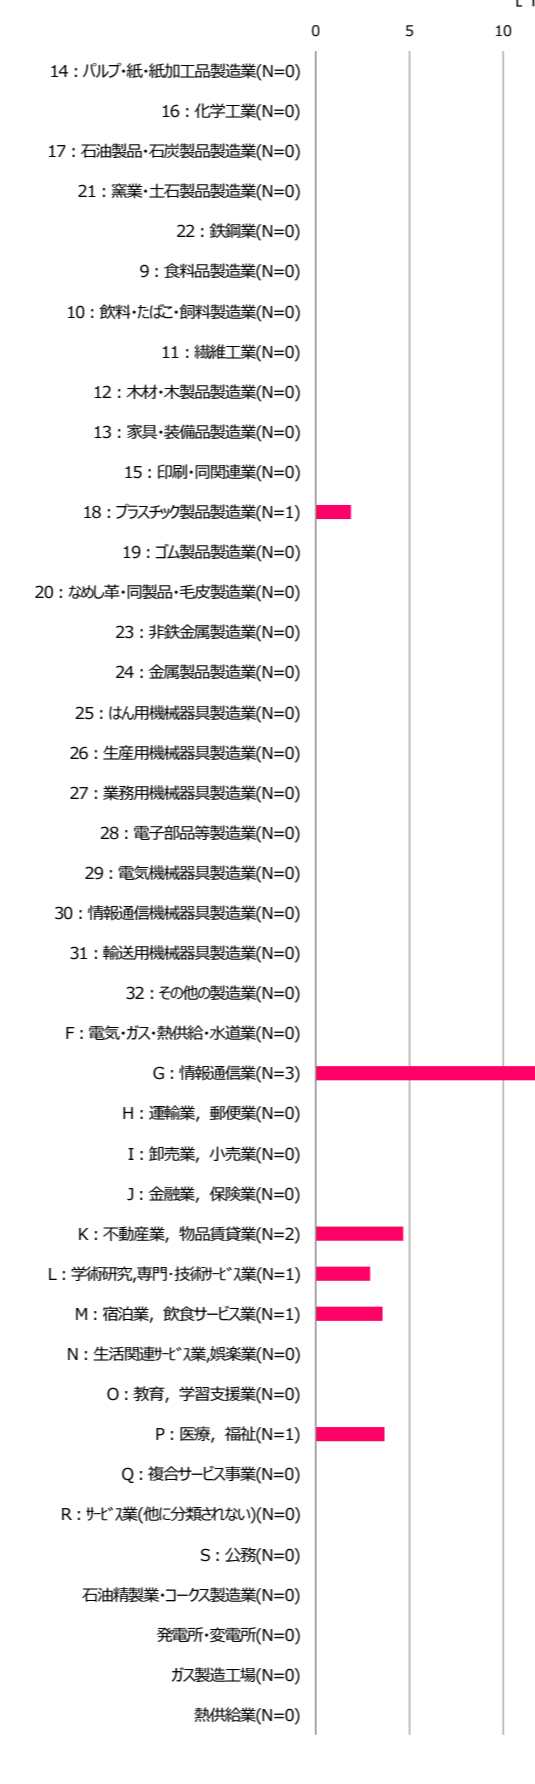 0 5 10
14：パルプ・紙・紙加工品製造業(N=0)
16：化学工業(N=0)
17：石油製品・石炭製品製造業(N=0)
21：窯業・土石製品製造業(N=0)
22：鉄鋼業(N=0)
9：食料品製造業(N=0)
10：飲料・たばこ・飼料製造業(N=0)
11：繊維工業(N=0)
12：木材・木製品製造業(N=0)
13：家具・装備品製造業(N=0)
15：印刷・同関連業(N=0)
18：プラスチック製品製造業(N=1)
19：ゴム製品製造業(N=0)
20：なめし革・同製品・毛皮製造業(N=0)
23：非鉄金属製造業(N=0)
24：金属製品製造業(N=0)
25：はん用機械器具製造業(N=0)
26：生産用機械器具製造業(N=0)
27：業務用機械器具製造業(N=0)
28：電子部品等製造業(N=0)
29：電気機械器具製造業(N=0)
30：情報通信機械器具製造業(N=0)
31：輸送用機械器具製造業(N=0)
32：その他の製造業(N=0)
F：電気・ガス・熱供給・水道業(N=0)
G：情報通信業(N=3)
H：運輸業，郵便業(N=0)
I：卸売業，小売業(N=0)
J：金融業，保険業(N=0)
K：不動産業，物品賃貸業(N=2)
L：学術研究,専門・技術ｻｰﾋﾞｽ業(N=1)
M：宿泊業，飲食サービス業(N=1)
N：生活関連ｻｰﾋﾞｽ業,娯楽業(N=0)
O：教育，学習支援業(N=0)
P：医療，福祉(N=1)
Q：複合サービス事業(N=0)
R：ｻｰﾋﾞｽ業(他に分類されない)(N=0)
S：公務(N=0)
石油精製業・コークス製造業(N=0)
発電所・変電所(N=0)
ガス製造工場(N=0)
熱供給業(N=0)